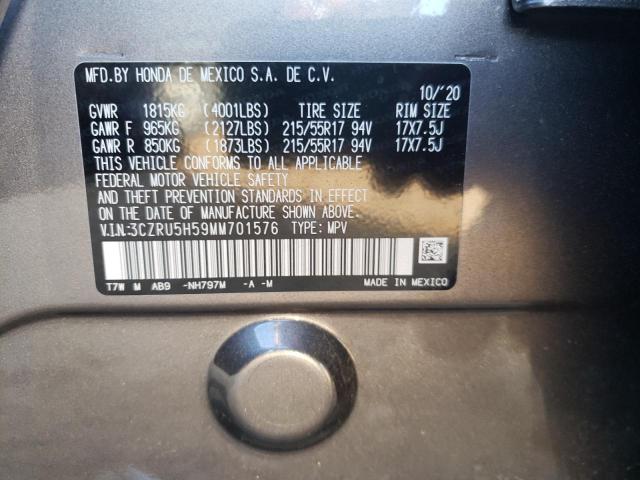 MFD. BY HONDA DE MEXICO S.A. DE C.V.
10/'20
GVWR 1815KG (4001LBS) TIRE SIZE RIM SIZE
GAWR F 965KG (2127LBS) 215/55R17 94V 17X7.5J
GAWR R 850KG (1873LBS) 215/55R17 94V 17X7.5J
THIS VEHICLE CONFORMS TO ALL APPLICABLE
FEDERAL MOTOR VEHICLE SAFETY
AND THEFT PREVENTION STANDARDS IN EFFECT
ON THE DATE OF MANUFACTURE SHOWN ABOVE.
V.I.N.:3CZRU5H59MM701576 TYPE: MPV
T7W M AB9 -NH797M -A -M MADE IN MEXICO